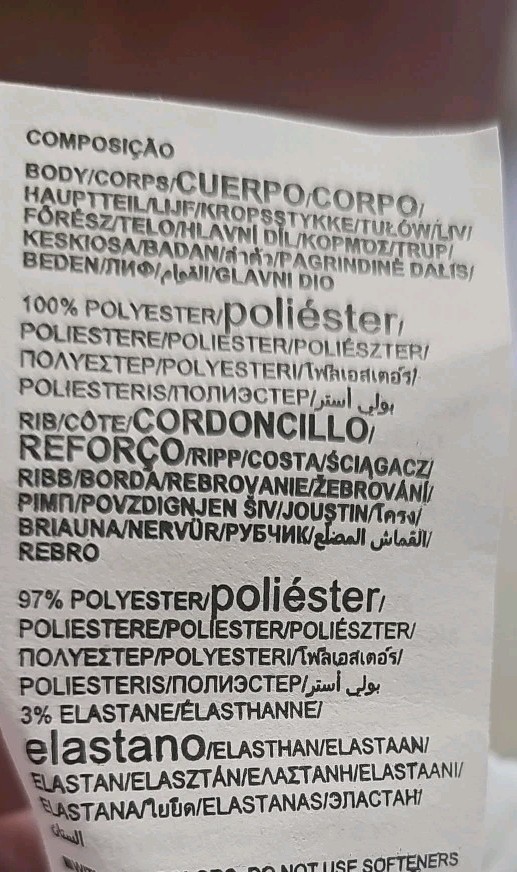 COMPOSIÇÃO
BODY/CORPS/CUERPO/CORPO/
HAUPTTEIL/LIJF/KROPSSTYKKE/TUŁÓW/LIV/
FŐRÉSZ/TELO/HLAVNÍ DÍL/ΚΟΡΜΌΣ/TRUP/
KESKIOSA/BADAN/ลำตัว/PAGRINDINĖ DALIS/
BEDEN/ЛИФ/القوام/GLAVNI DIO
100% POLYESTER/poliéster/
POLIESTERE/POLIESTER/POLIÉSZTER/
ΠΟΛΥΕΣΤΕΡ/POLYESTERI/โพลีเอสเตอร์/
POLIESTERIS/ПОЛИЭСТЕР/بولي أستر
RIB/CÔTE/CORDONCILLO/
REFORÇO/RIPP/COSTA/ŚCIĄGACZ/
RIBB/BORDA/REBROVANIE/ŽEBROVÁNÍ/
ΡΙΜΠ/POVZDIGNJEN ŠIV/JOUSTIN/โครง/
BRIAUNA/NERVÜR/РУБЧИК/القماش المضلع/
REBRO
97% POLYESTER/poliéster/
POLIESTERE/POLIESTER/POLIÉSZTER/
ΠΟΛΥΕΣΤΕΡ/POLYESTERI/โพลีเอสเตอร์/
POLIESTERIS/ПОЛИЭСТЕР/بولي أستر
3% ELASTANE/ÉLASTHANNE/
elastano/ELASTHAN/ELASTAAN/
ELASTAN/ELASZTÁN/ΕΛΑΣΤΑΝΗ/ELASTAANI/
ELASTANA/ใยยืด/ELASTANAS/ЭЛАСТАН/
الستان
DO NOT USE SOFTENERS